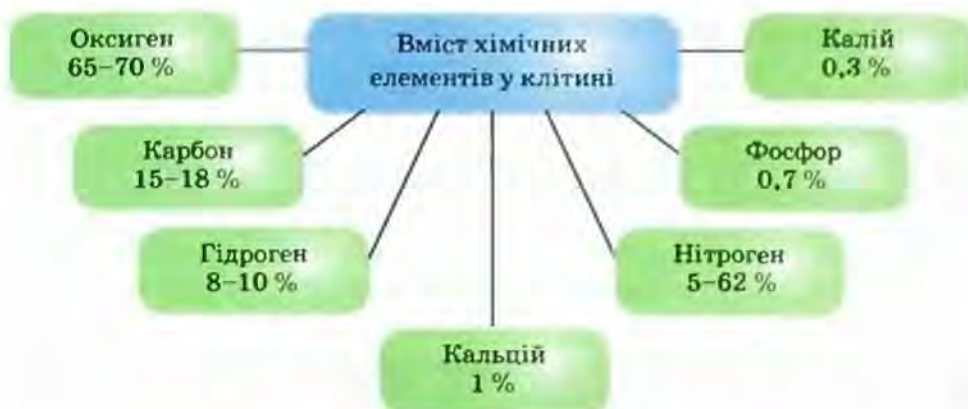 Вміст хімічних
елементів у клітині
Оксиген
65–70 %
Калій
0,3 %
Карбон
15–18 %
Фосфор
0,7 %
Гідроген
8–10 %
Нітроген
5–62 %
Кальцій
1 %